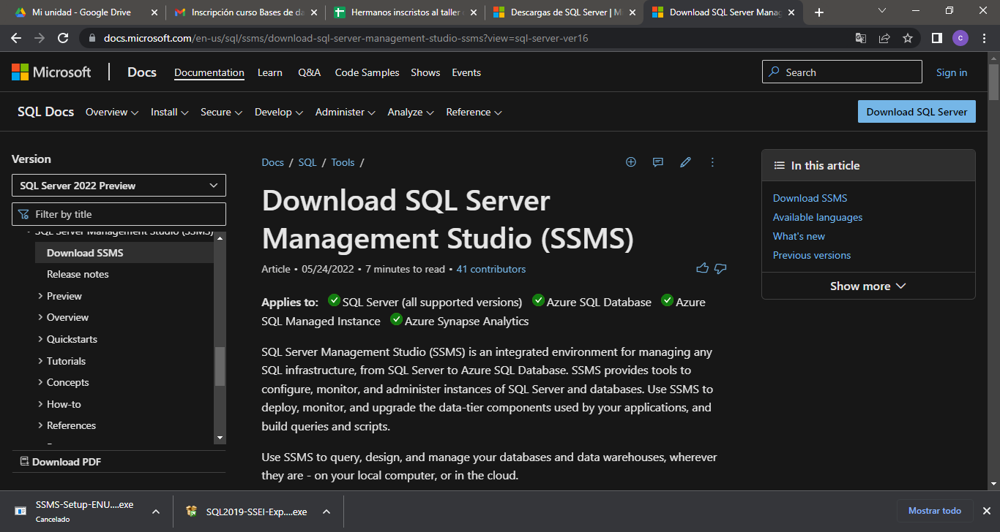 Mi unidad - Google Drive
Inscripción curso Bases de da
Hermanos inscristos al taller
Descargas de SQL Server | Mi
Download SQL Server Manag
docs.microsoft.com/en-us/sql/ssms/download-sql-server-management-studio-ssms?view=sql-server-ver16
c
Microsoft
Docs
Documentation
Learn
Q&A
Code Samples
Shows
Events
Search
Sign in
SQL Docs
Overview
Install
Secure
Develop
Administer
Analyze
Reference
Download SQL Server
Version
SQL Server 2022 Preview
Filter by title
SQL Server Management Studio (SSMS)
Download SSMS
Release notes
Preview
Overview
Quickstarts
Tutorials
Concepts
How-to
References
Download PDF
Docs / SQL / Tools /
Download SQL Server
Management Studio (SSMS)
Article • 05/24/2022 • 7 minutes to read • 41 contributors
Applies to: SQL Server (all supported versions) Azure SQL Database Azure
SQL Managed Instance Azure Synapse Analytics
SQL Server Management Studio (SSMS) is an integrated environment for managing any
SQL infrastructure, from SQL Server to Azure SQL Database. SSMS provides tools to
configure, monitor, and administer instances of SQL Server and databases. Use SSMS to
deploy, monitor, and upgrade the data-tier components used by your applications, and
build queries and scripts.
Use SSMS to query, design, and manage your databases and data warehouses, wherever
they are - on your local computer, or in the cloud.
In this article
Download SSMS
Available languages
What's new
Previous versions
Show more
SSMS-Setup-ENU....exe
Cancelado
SQL2019-SSEI-Exp....exe
Mostrar todo